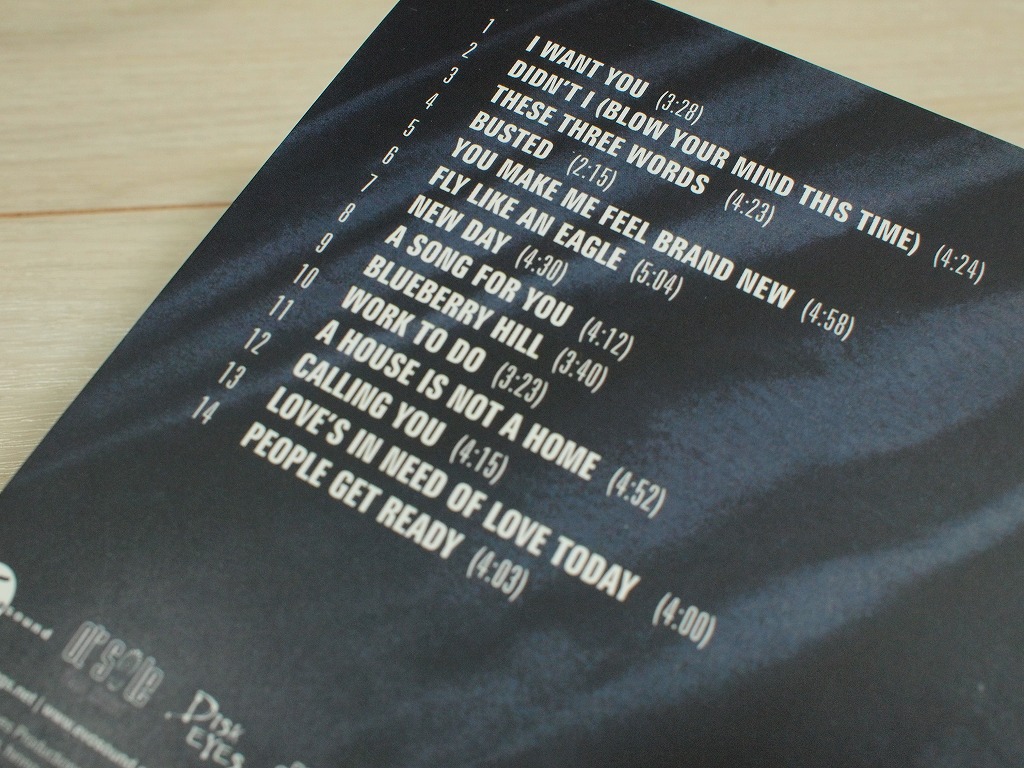 1 I WANT YOU (3:28)
2 DIDN'T I (BLOW YOUR MIND THIS TIME) (4:24)
3 THESE THREE WORDS (4:23)
4 BUSTED (2:15)
5 YOU MAKE ME FEEL BRAND NEW (4:58)
6 FLY LIKE AN EAGLE (5:04)
7 NEW DAY (4:30)
8 A SONG FOR YOU (4:12)
9 BLUEBERRY HILL (3:40)
10 WORK TO DO (3:23)
11 A HOUSE IS NOT A HOME (4:52)
12 CALLING YOU (4:15)
13 LOVE'S IN NEED OF LOVE TODAY (4:00)
14 PEOPLE GET READY (4:03)
DISK
EYES